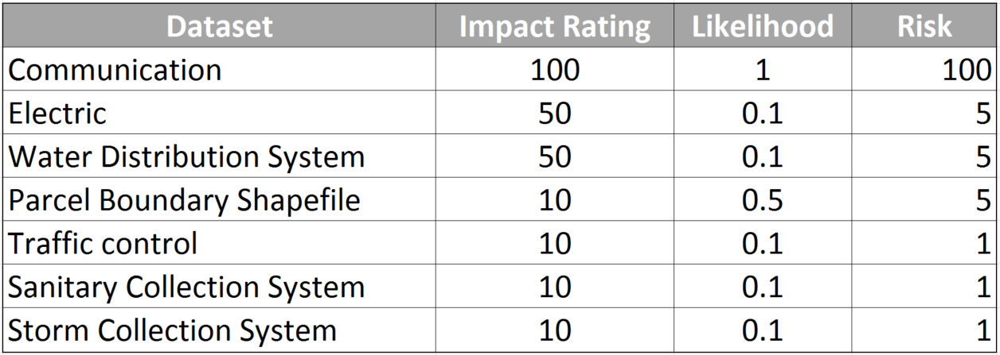 Dataset Impact Rating Likelihood Risk
Communication 100 1 100
Electric 50 0.1 5
Water Distribution System 50 0.1 5
Parcel Boundary Shapefile 10 0.5 5
Traffic control 10 0.1 1
Sanitary Collection System 10 0.1 1
Storm Collection System 10 0.1 1